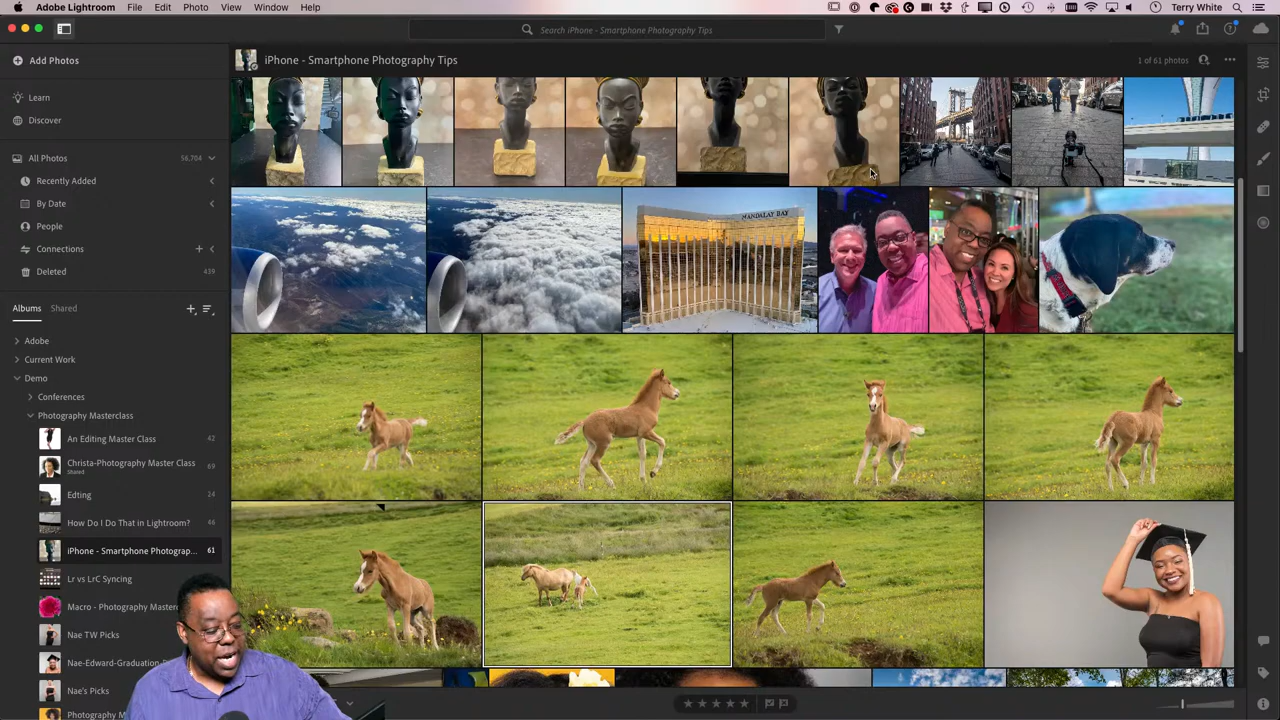 Adobe Lightroom File Edit Photo View Window Help Terry White
Search iPhone - Smartphone Photography Tips
Add Photos
iPhone - Smartphone Photography Tips 1 of 61 photos
Learn
Discover
All Photos 56,704
Recently Added
By Date
People
Connections
Deleted 439
MANDALAY BAY
Albums Shared
Adobe
Current Work
Demo
Conferences
Photography Masterclass
An Editing Master Class 42
Christa-Photography Master Class 69
Shared
Edting 24
How Do I Do That in Lightroom? 46
iPhone - Smartphone Photograp... 61
Lr vs LrC Syncing
Macro - Photography Master
Nae TW Picks
Nae-Edward-Graduation-
Nae's Picks
Photography M